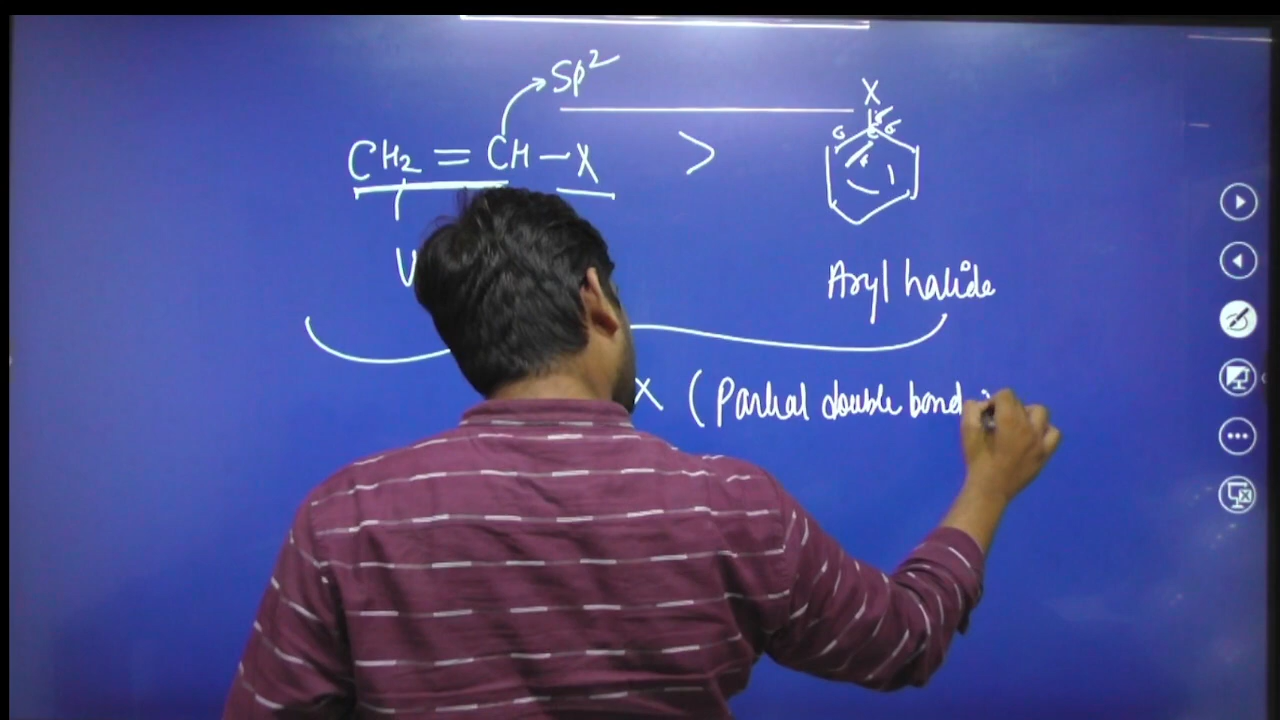 Sp²
X
CH₂ = CH – X >
σ C σ
Aryl halide
X (Partial double bond